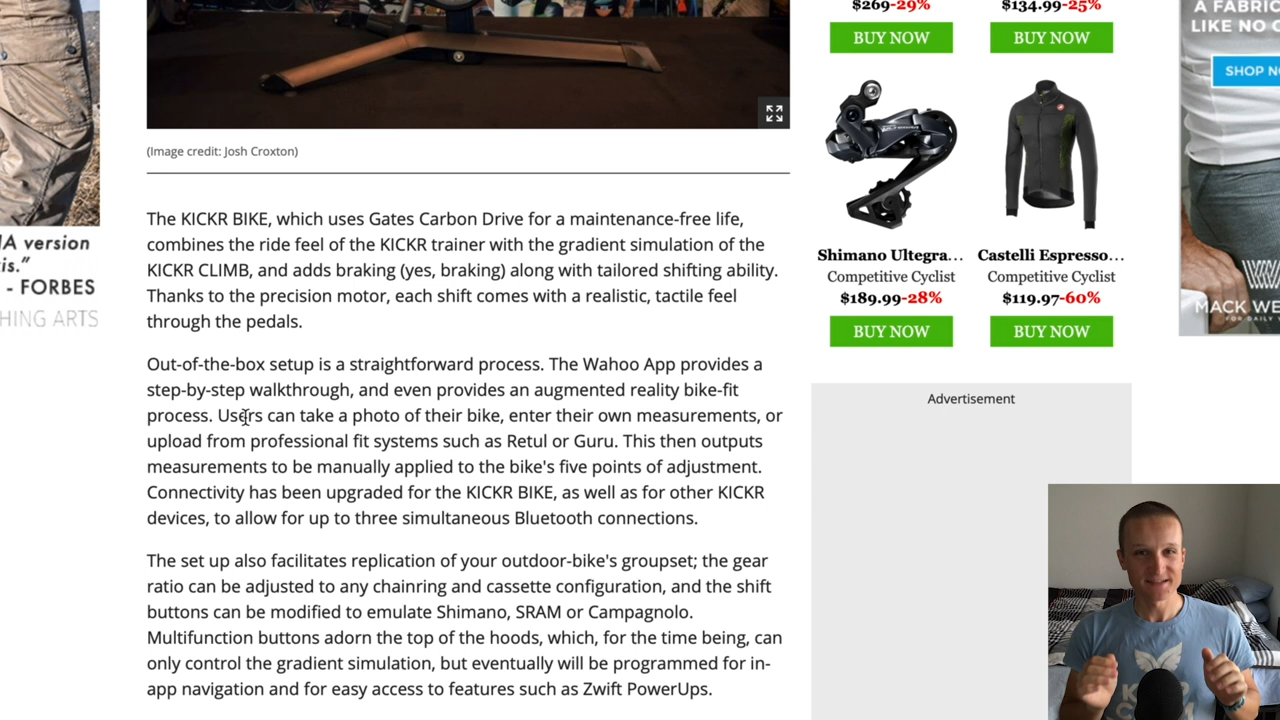 IA version
is.”
- FORBES
HING ARTS
(Image credit: Josh Croxton)
The KICKR BIKE, which uses Gates Carbon Drive for a maintenance-free life,
combines the ride feel of the KICKR trainer with the gradient simulation of the
KICKR CLIMB, and adds braking (yes, braking) along with tailored shifting ability.
Thanks to the precision motor, each shift comes with a realistic, tactile feel
through the pedals.
Out-of-the-box setup is a straightforward process. The Wahoo App provides a
step-by-step walkthrough, and even provides an augmented reality bike-fit
process. Users can take a photo of their bike, enter their own measurements, or
upload from professional fit systems such as Retul or Guru. This then outputs
measurements to be manually applied to the bike's five points of adjustment.
Connectivity has been upgraded for the KICKR BIKE, as well as for other KICKR
devices, to allow for up to three simultaneous Bluetooth connections.
The set up also facilitates replication of your outdoor-bike's groupset; the gear
ratio can be adjusted to any chainring and cassette configuration, and the shift
buttons can be modified to emulate Shimano, SRAM or Campagnolo.
Multifunction buttons adorn the top of the hoods, which, for the time being, can
only control the gradient simulation, but eventually will be programmed for in-
app navigation and for easy access to features such as Zwift PowerUps.
$269-29%
BUY NOW
$134.99-25%
BUY NOW
Shimano Ultegra...
Competitive Cyclist
$189.99-28%
BUY NOW
Castelli Espresso...
Competitive Cyclist
$119.97-60%
BUY NOW
Advertisement
A FABRIC
LIKE NO
SHOP NO
MACK WE
FOR DAILY